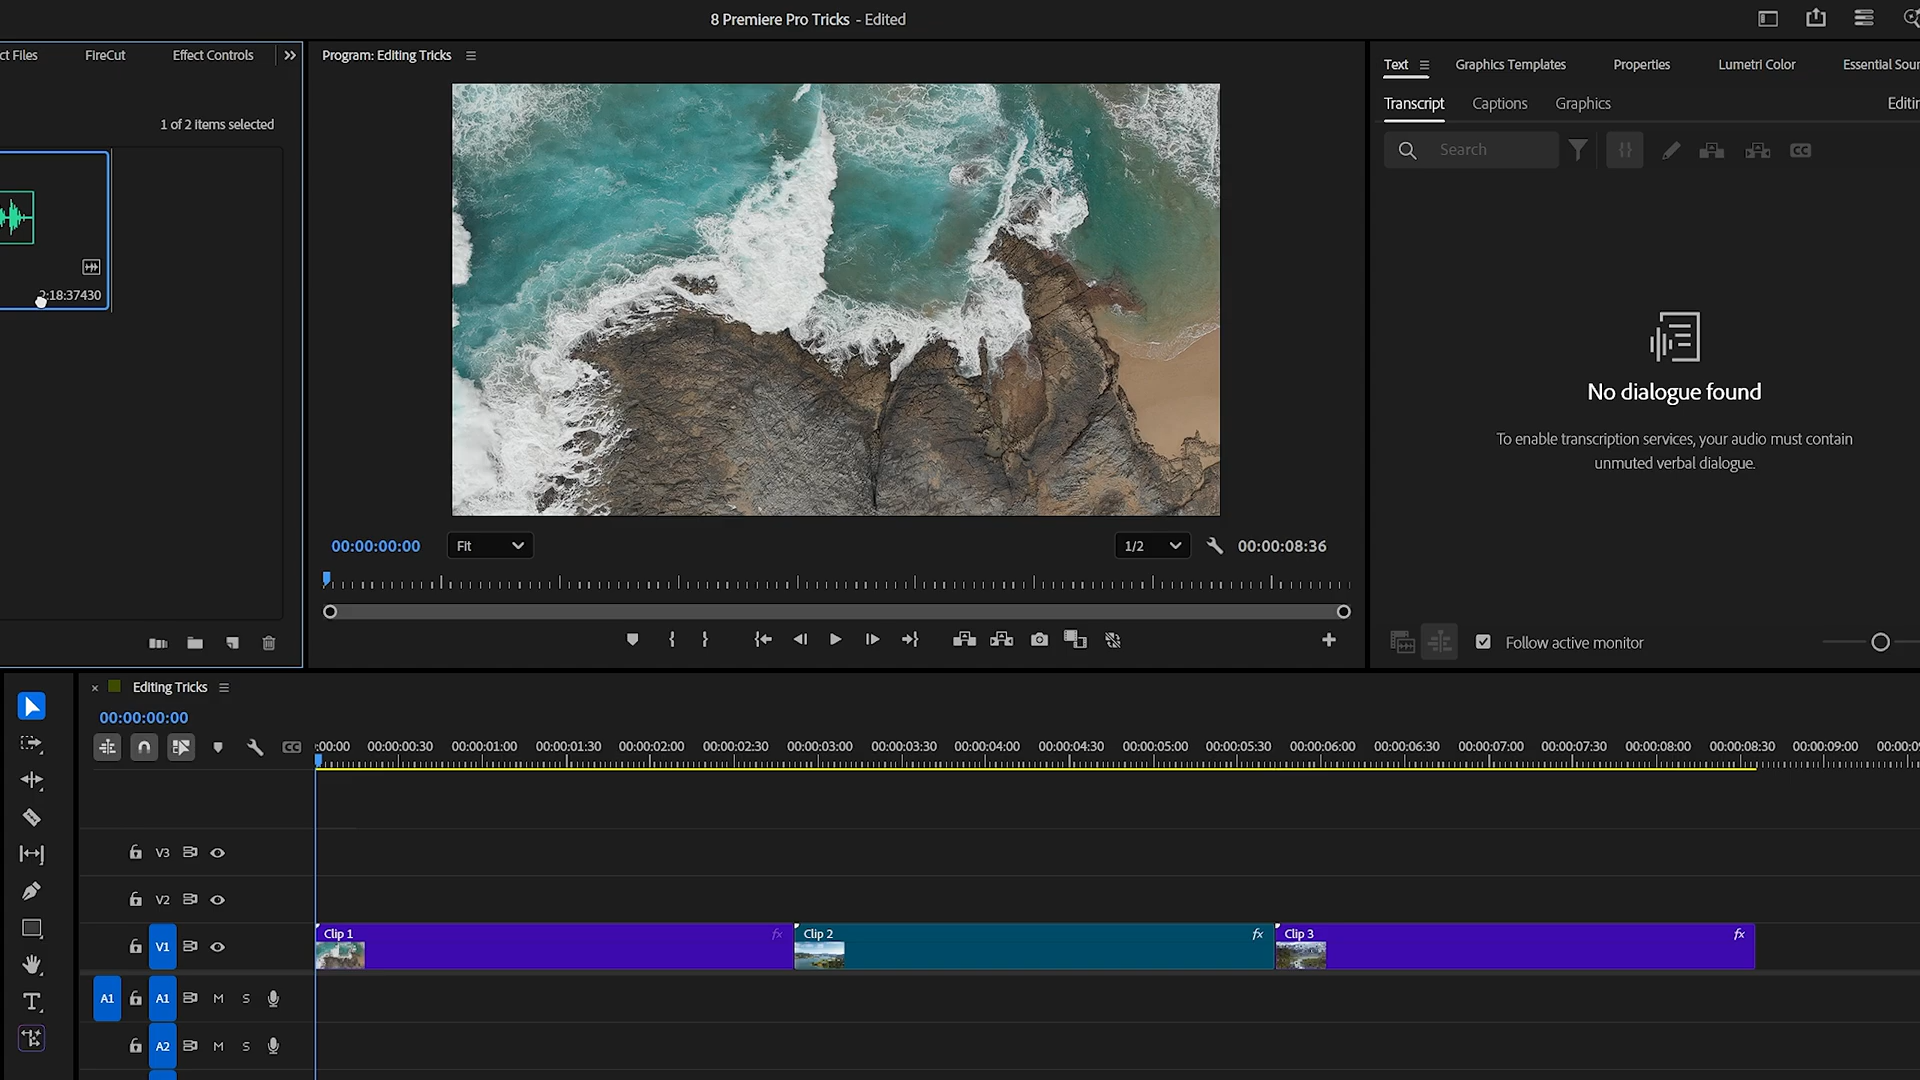 8 Premiere Pro Tricks - Edited
ct Files
FireCut
Effect Controls
Program: Editing Tricks
Text
Graphics Templates
Properties
Lumetri Color
Essential Soun
Transcript
Captions
Graphics
Editin
1 of 2 items selected
Search
CC
2:18:37430
No dialogue found
To enable transcription services, your audio must contain
unmuted verbal dialogue.
00:00:00:00
Fit
1/2
00:00:08:36
Follow active monitor
× Editing Tricks
00:00:00:00
CC
:00:00
00:00:00:30
00:00:01:00
00:00:01:30
00:00:02:00
00:00:02:30
00:00:03:00
00:00:03:30
00:00:04:00
00:00:04:30
00:00:05:00
00:00:05:30
00:00:06:00
00:00:06:30
00:00:07:00
00:00:07:30
00:00:08:00
00:00:08:30
00:00:09:00
00:00:0
V3
V2
V1
Clip 1 fx
Clip 2 fx
Clip 3 fx
A1 A1 M S
A2 M S